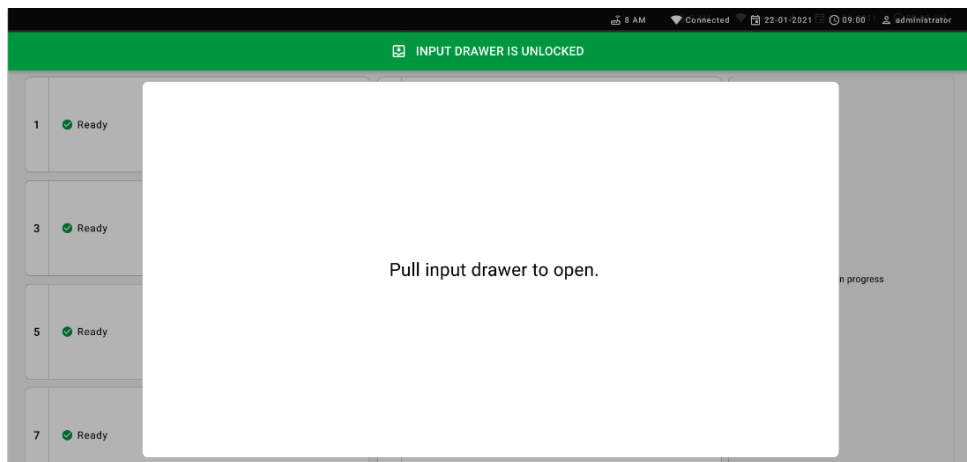 8 AM Connected 22-01-2021 09:00 administrator
INPUT DRAWER IS UNLOCKED
1 Ready
3 Ready
Pull input drawer to open.
n progress
5 Ready
7 Ready